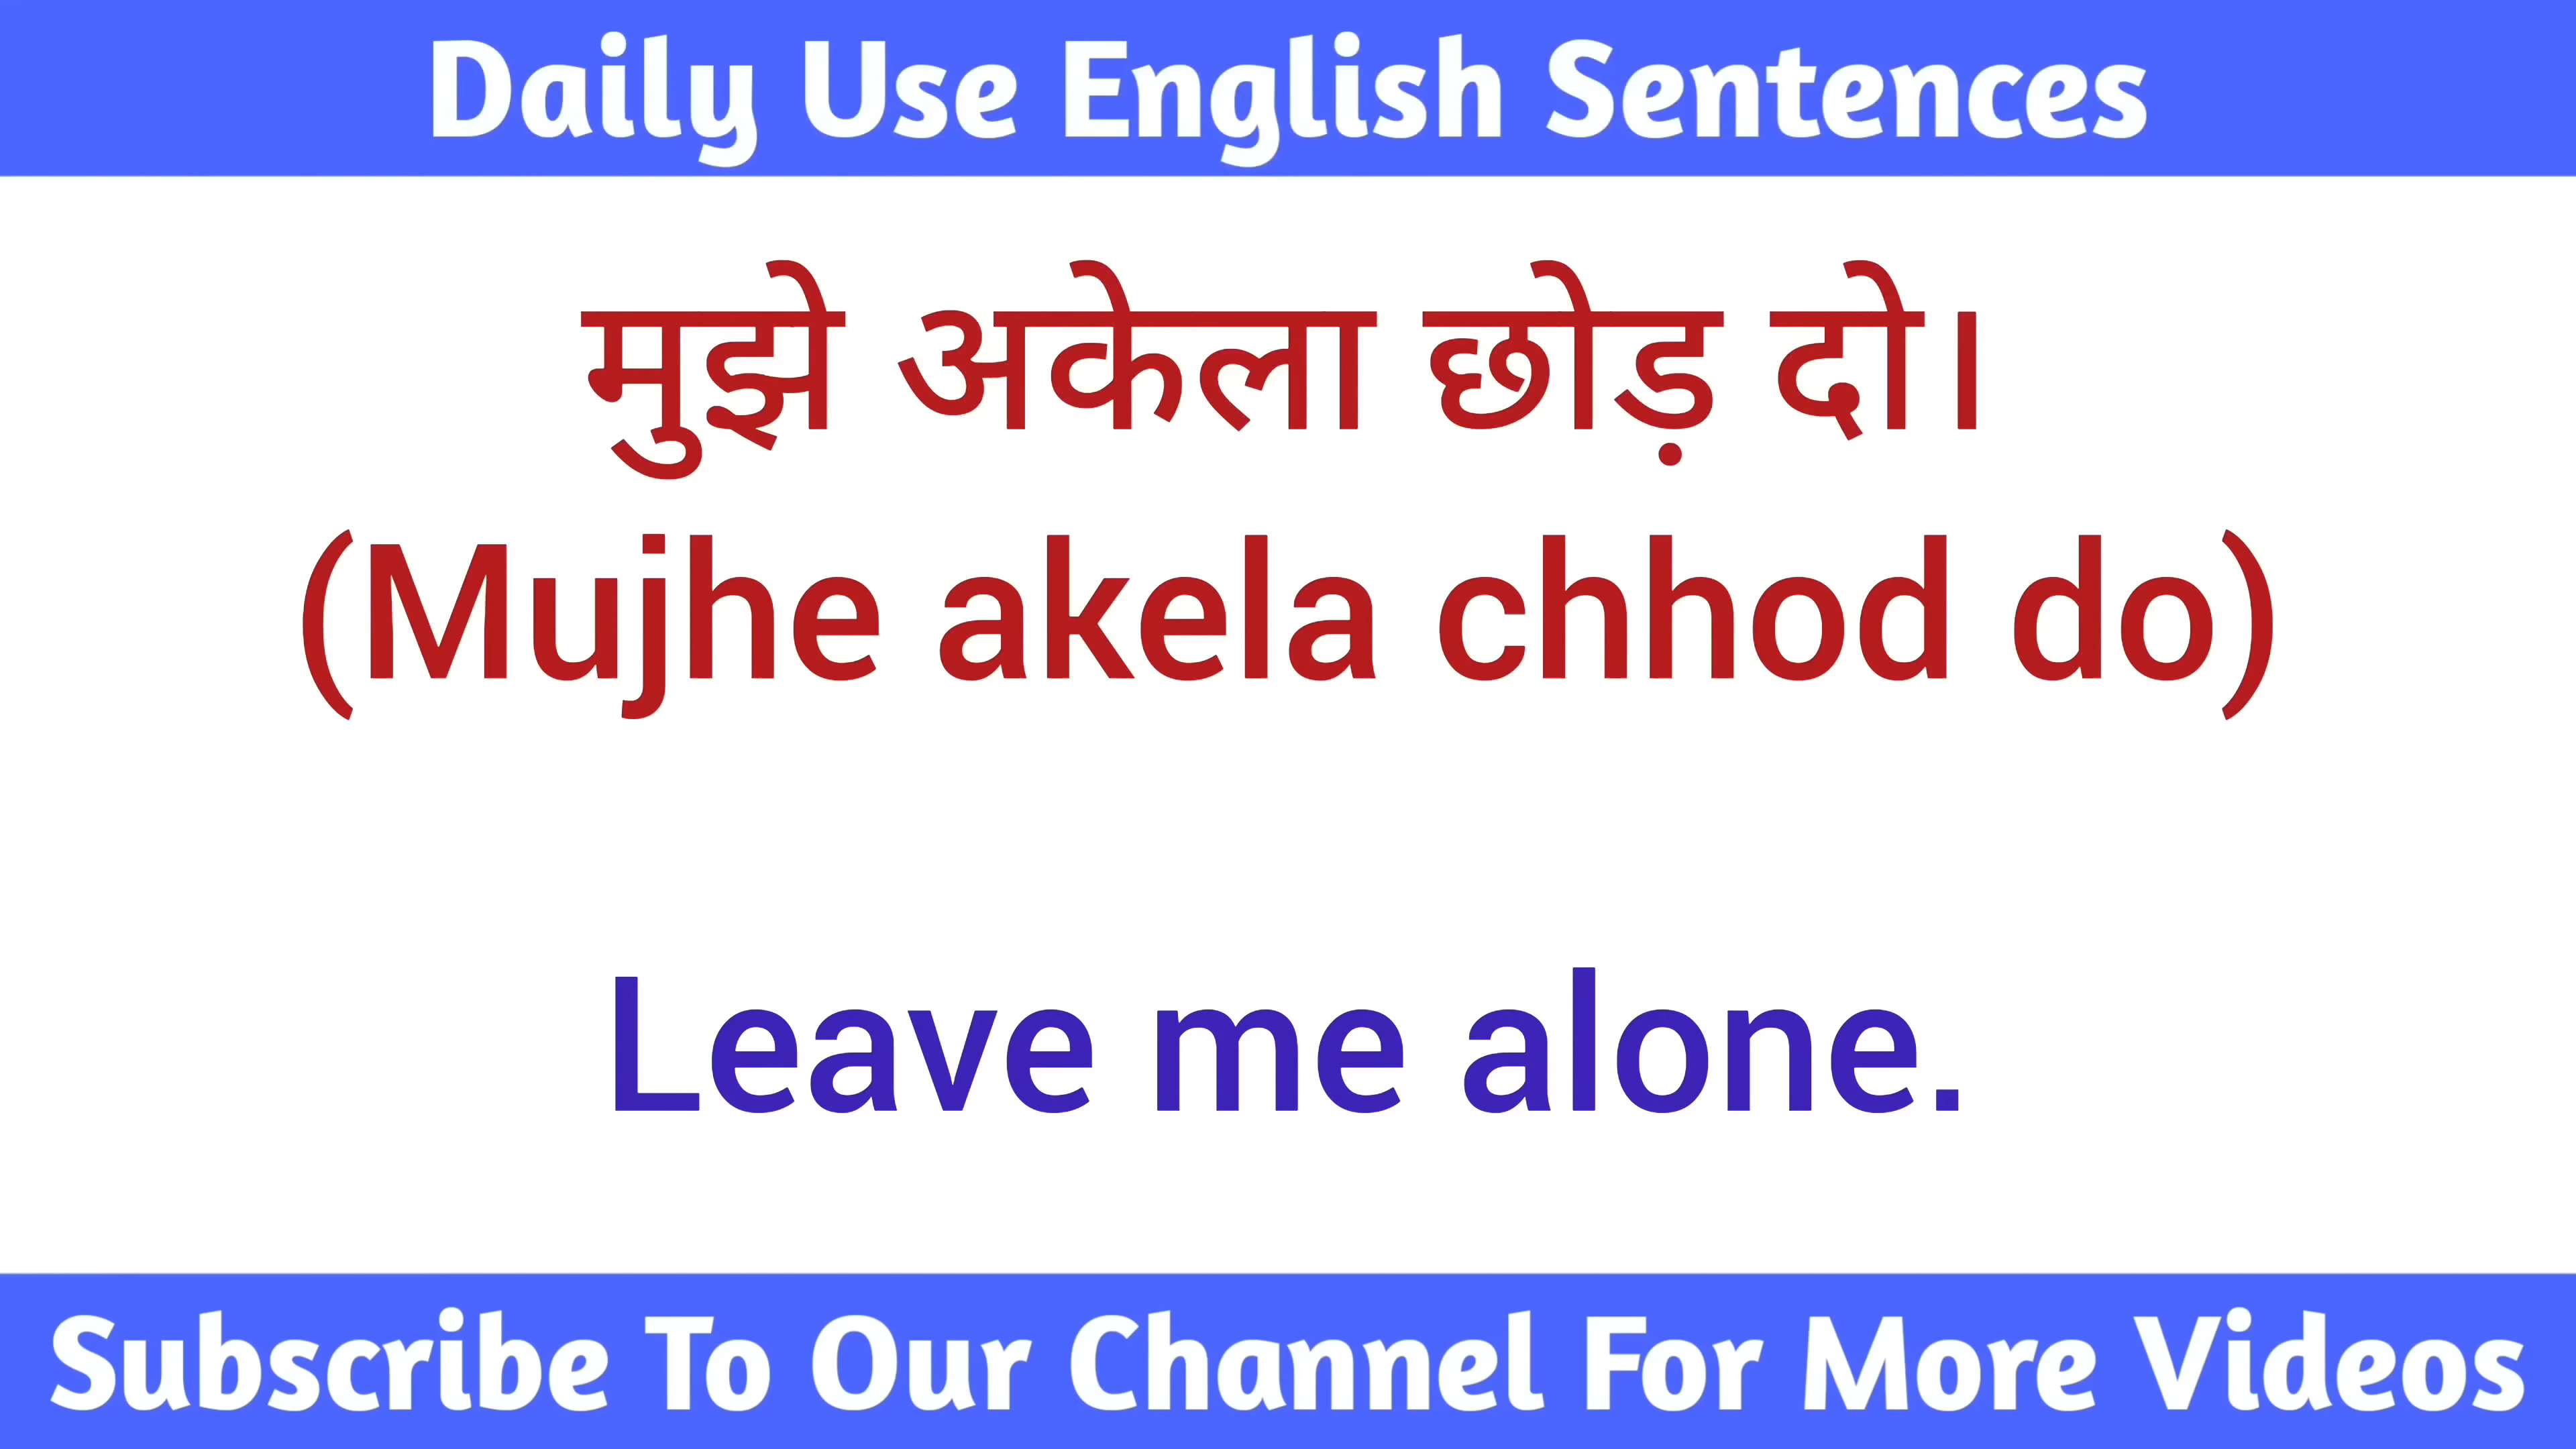 Daily Use English Sentences
मुझे अकेला छोड़ दो।
(Mujhe akela chhod do)
Leave me alone.
Subscribe To Our Channel For More Videos